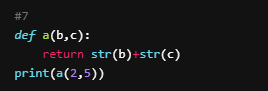 #7
def a(b,c):
    return str(b)+str(c)
print(a(2,5))